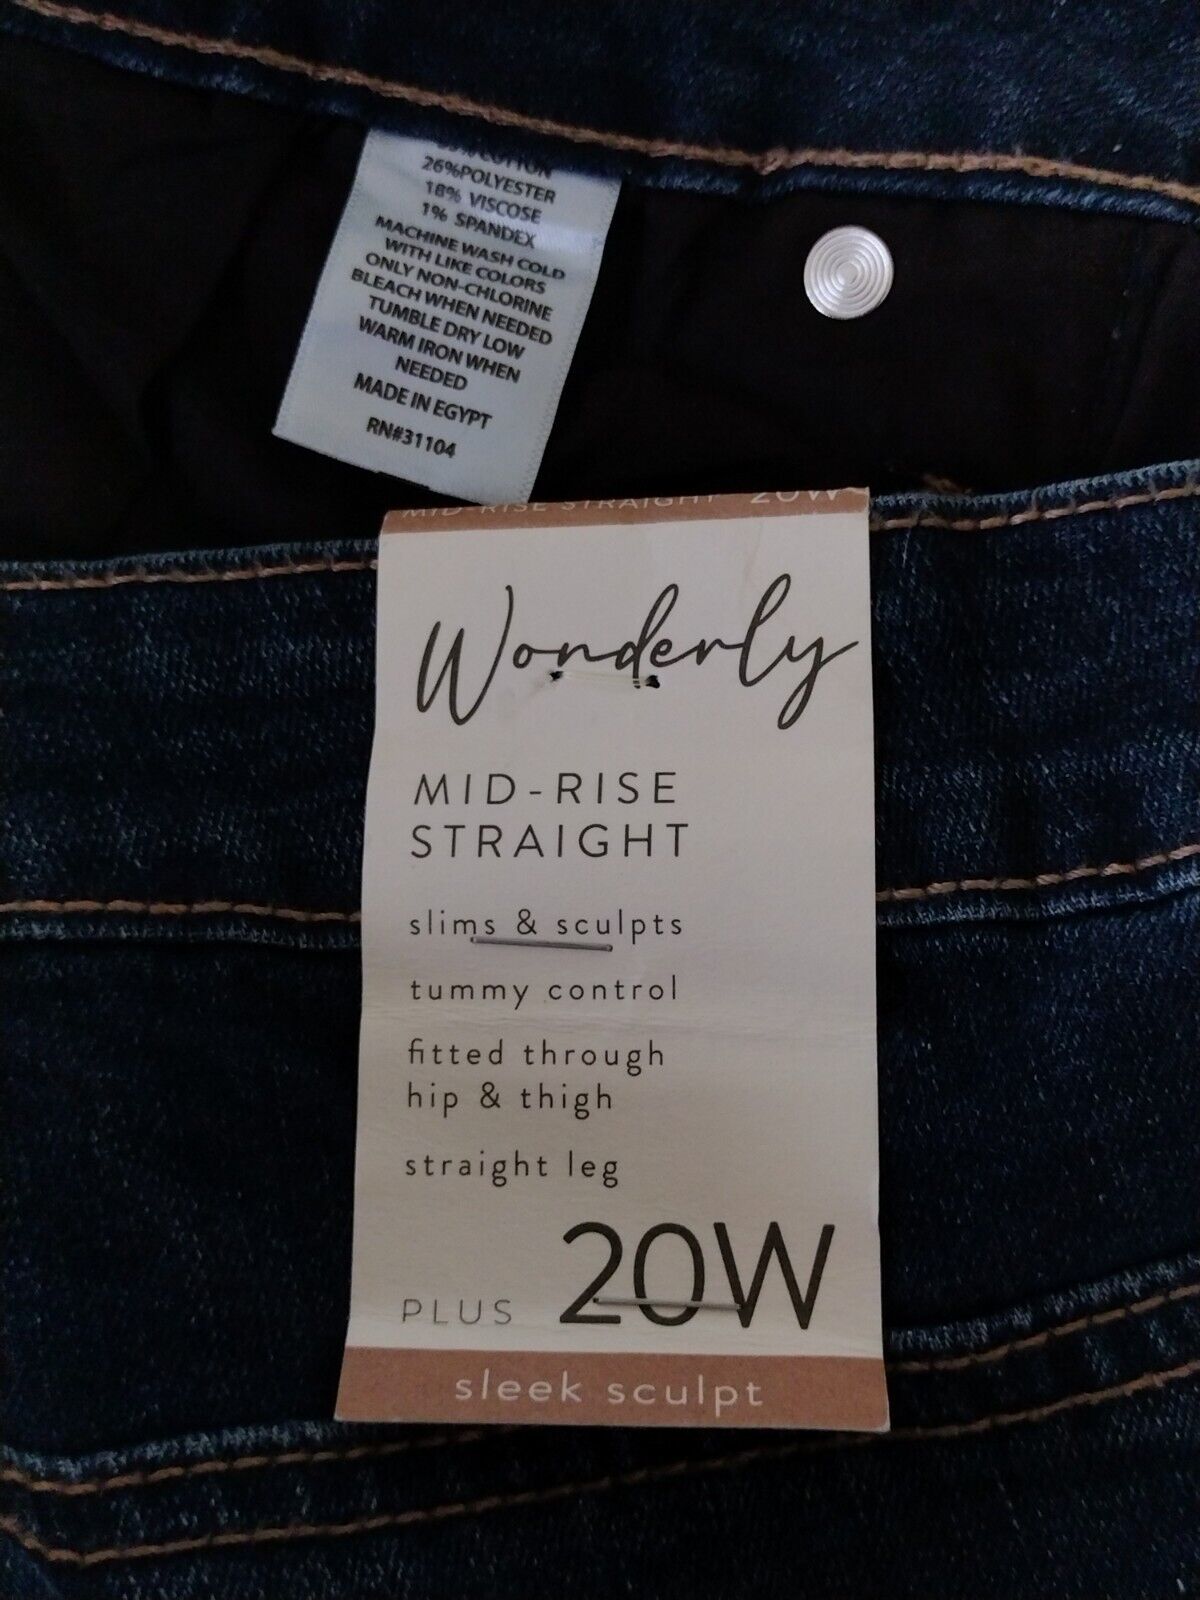 COTTON
26%POLYESTER
18% VISCOSE
1% SPANDEX
MACHINE WASH COLD
WITH LIKE COLORS
ONLY NON-CHLORINE
BLEACH WHEN NEEDED
TUMBLE DRY LOW
WARM IRON WHEN
NEEDED
MADE IN EGYPT
RN#31104
MID-RISE STRAIGHT 20W
Wonderly
MID-RISE
STRAIGHT
slims & sculpts
tummy control
fitted through
hip & thigh
straight leg
PLUS 20W
sleek sculpt